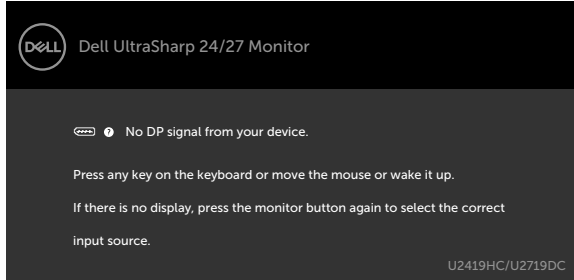 DELL
Dell UltraSharp 24/27 Monitor
? No DP signal from your device.
Press any key on the keyboard or move the mouse or wake it up.
If there is no display, press the monitor button again to select the correct
input source.
U2419HC/U2719DC